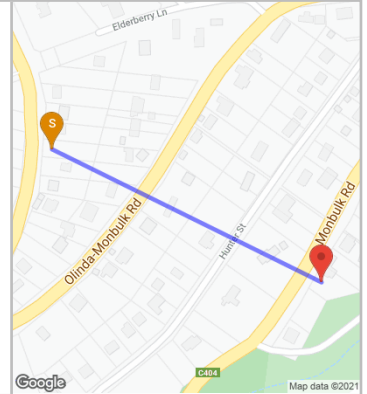 Elderberry Ln
S
Olinda-Monbulk Rd
Monbulk Rd
Hunter St
C404
Google
Map data ©2021